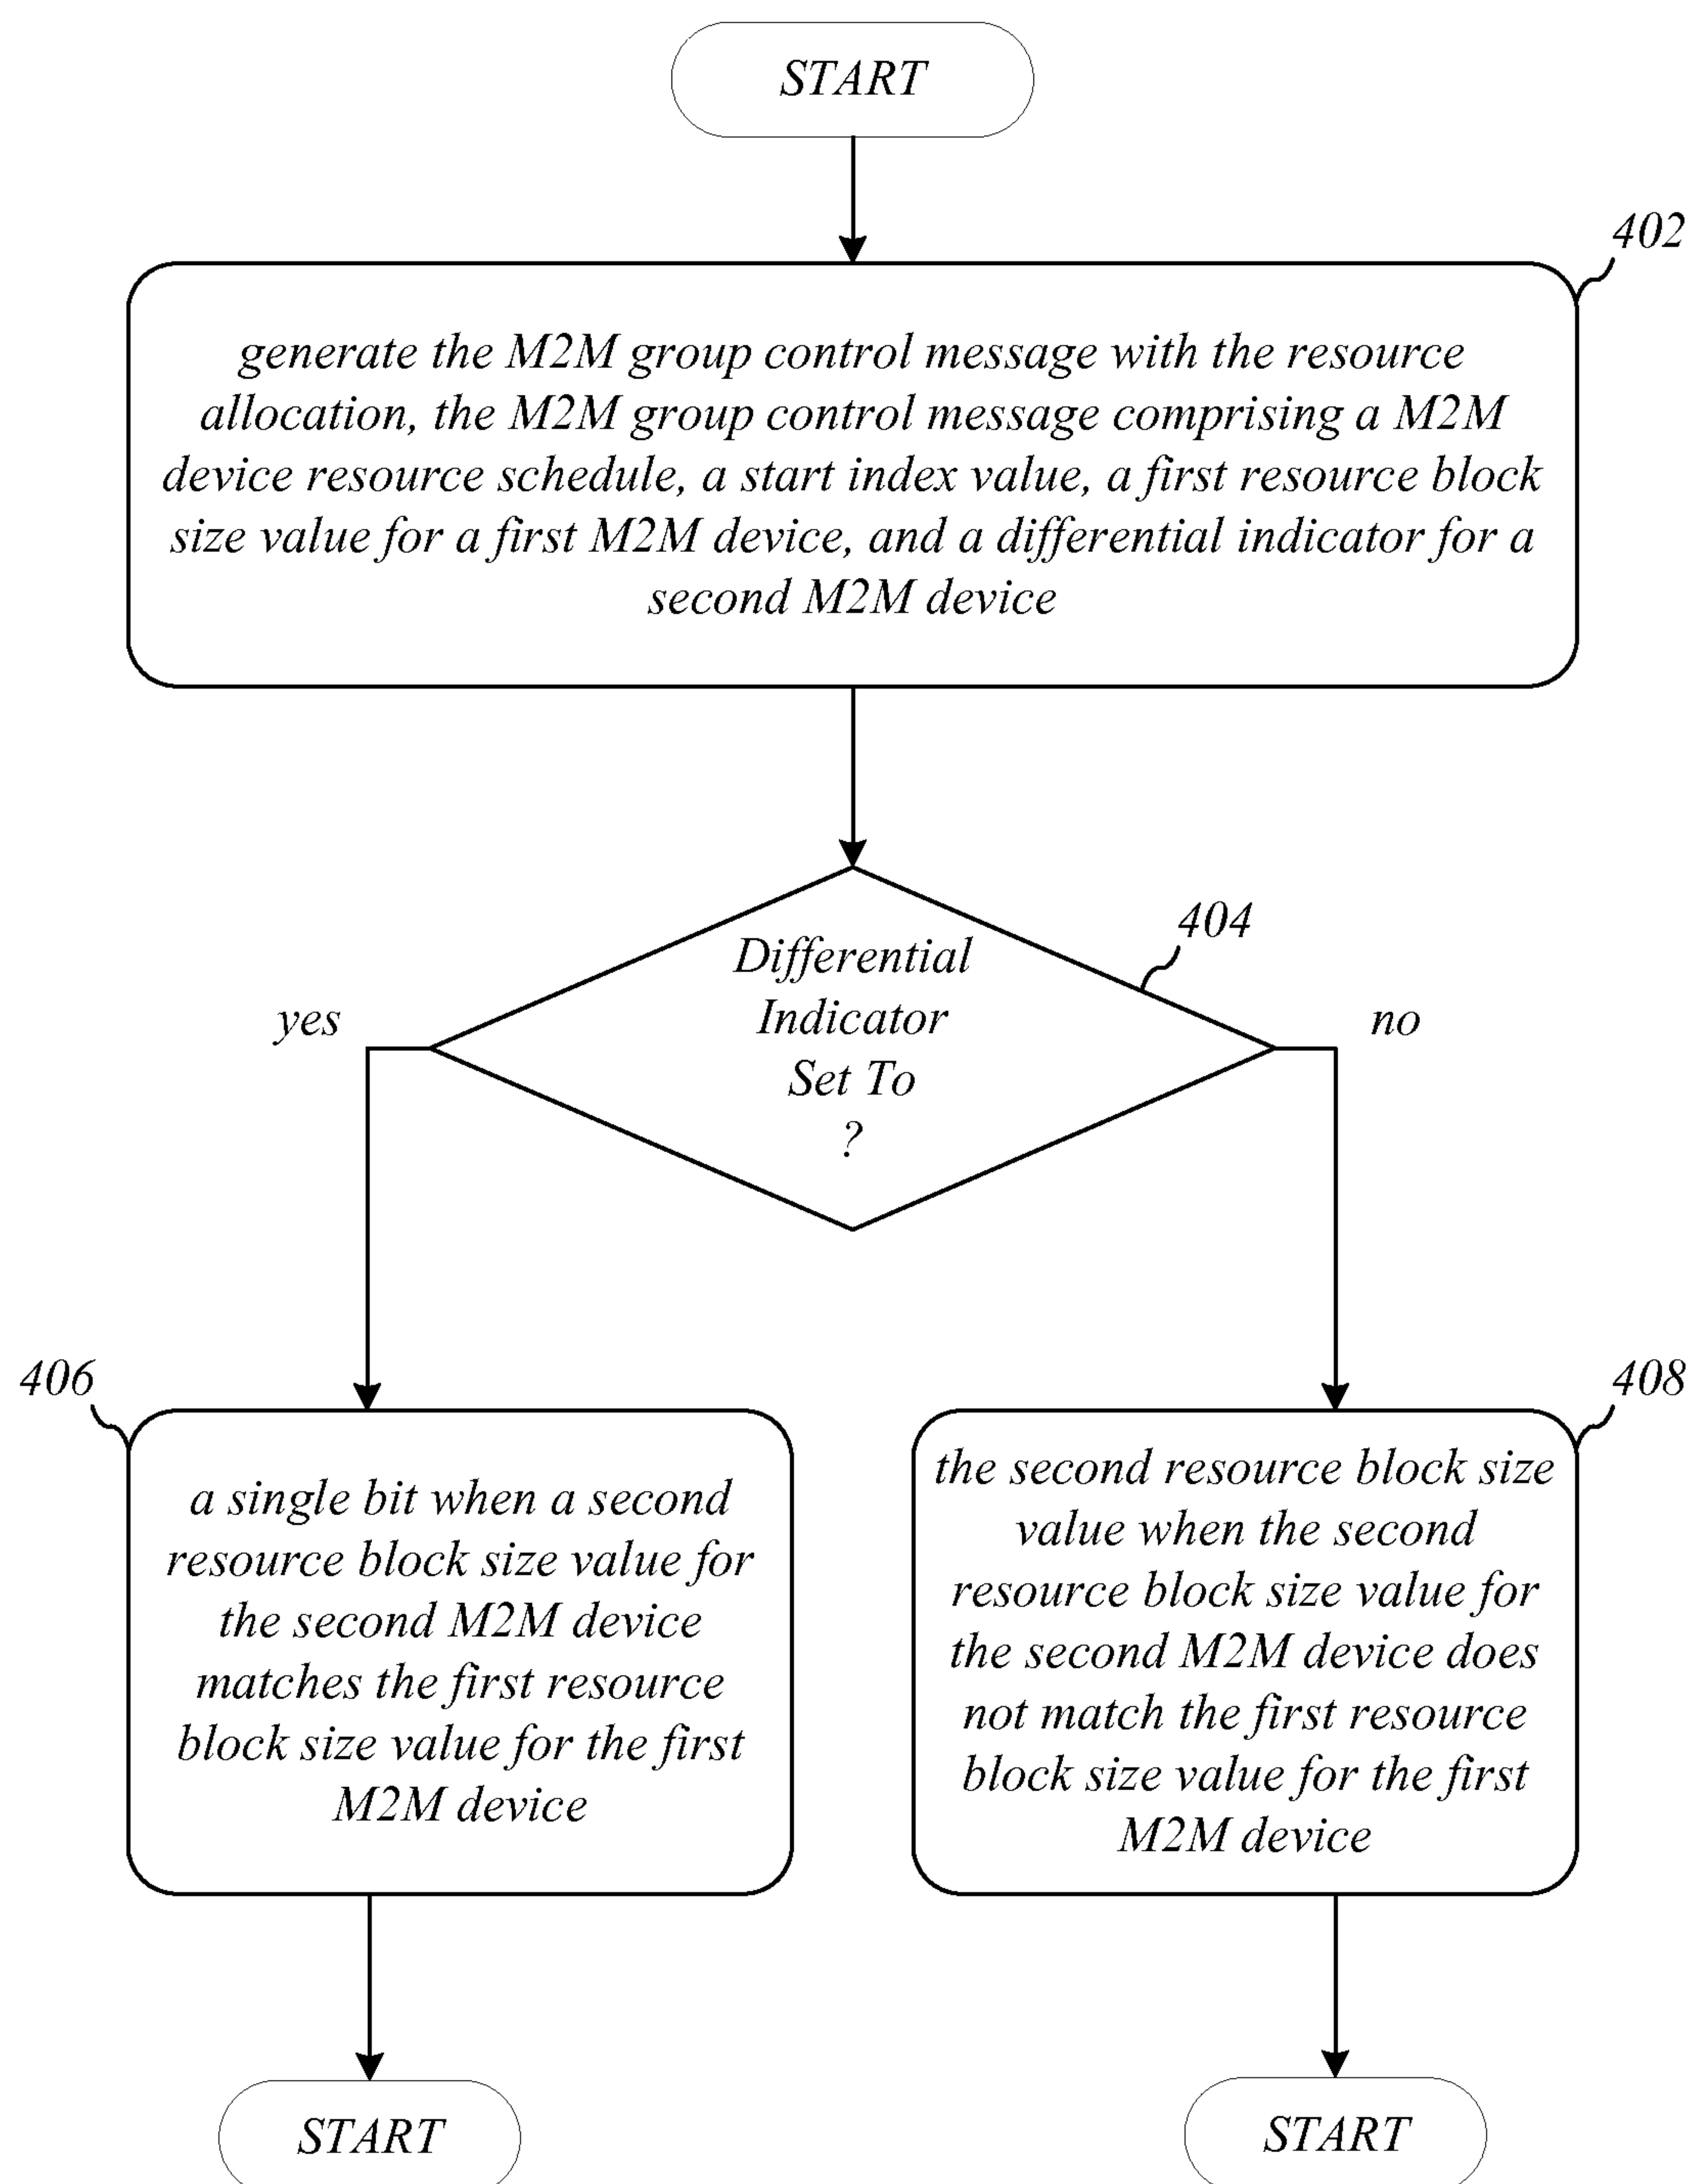 START
402
generate the M2M group control message with the resource
allocation, the M2M group control message comprising a M2M
device resource schedule, a start index value, a first resource block
size value for a first M2M device, and a differential indicator for a
second M2M device
404
Differential
Indicator
Set To
?
yes
no
406
a single bit when a second
resource block size value for
the second M2M device
matches the first resource
block size value for the first
M2M device
408
the second resource block size
value when the second
resource block size value for
the second M2M device does
not match the first resource
block size value for the first
M2M device
START
START